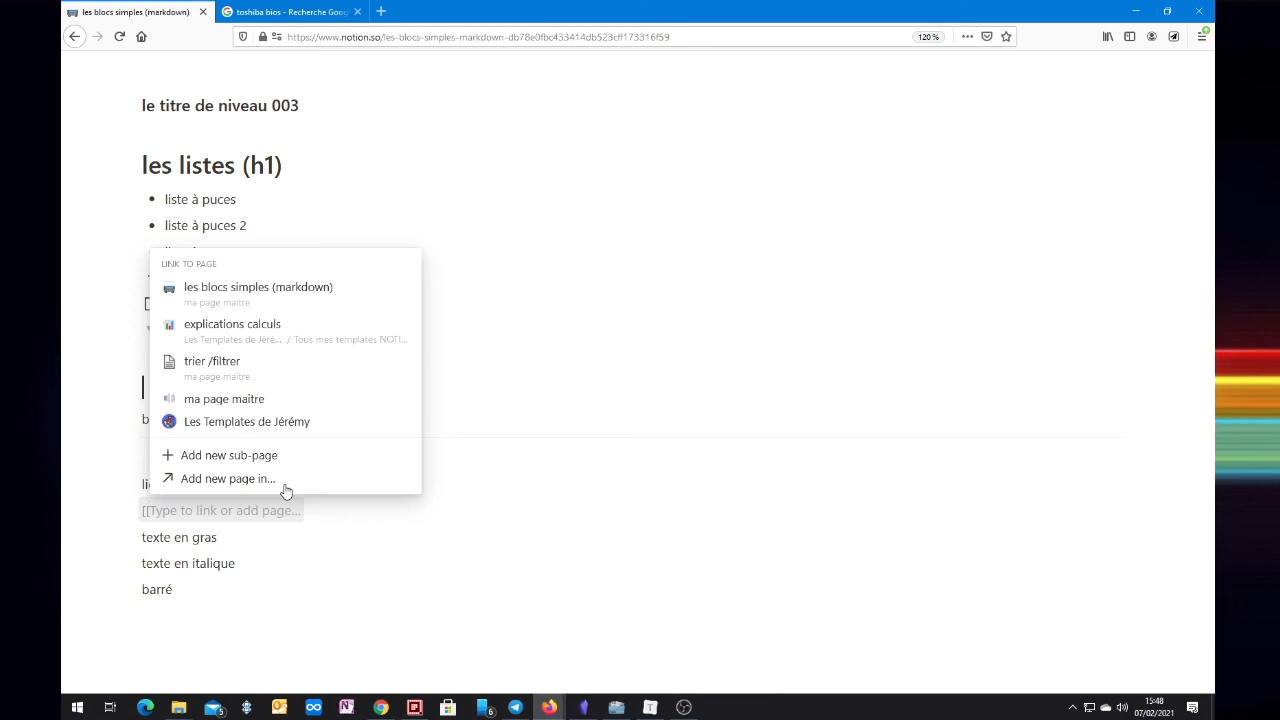 les blocs simples (markdown)
toshiba bios - Recherche Goog
https://www.notion.so/les-blocs-simples-markdown-db78e0fbc433414db523cff173316f59
120 %
le titre de niveau 003
les listes (h1)
liste à puces
liste à puces 2
LINK TO PAGE
les blocs simples (markdown)
ma page maitre
explications calculs
Les Templates de Jéré... / Tous mes templates NOTI...
trier /filtrer
ma page maitre
ma page maitre
Les Templates de Jérémy
Add new sub-page
Add new page in...
[[Type to link or add page...
texte en gras
texte en italique
barré
5
6
15:48
07/02/2021